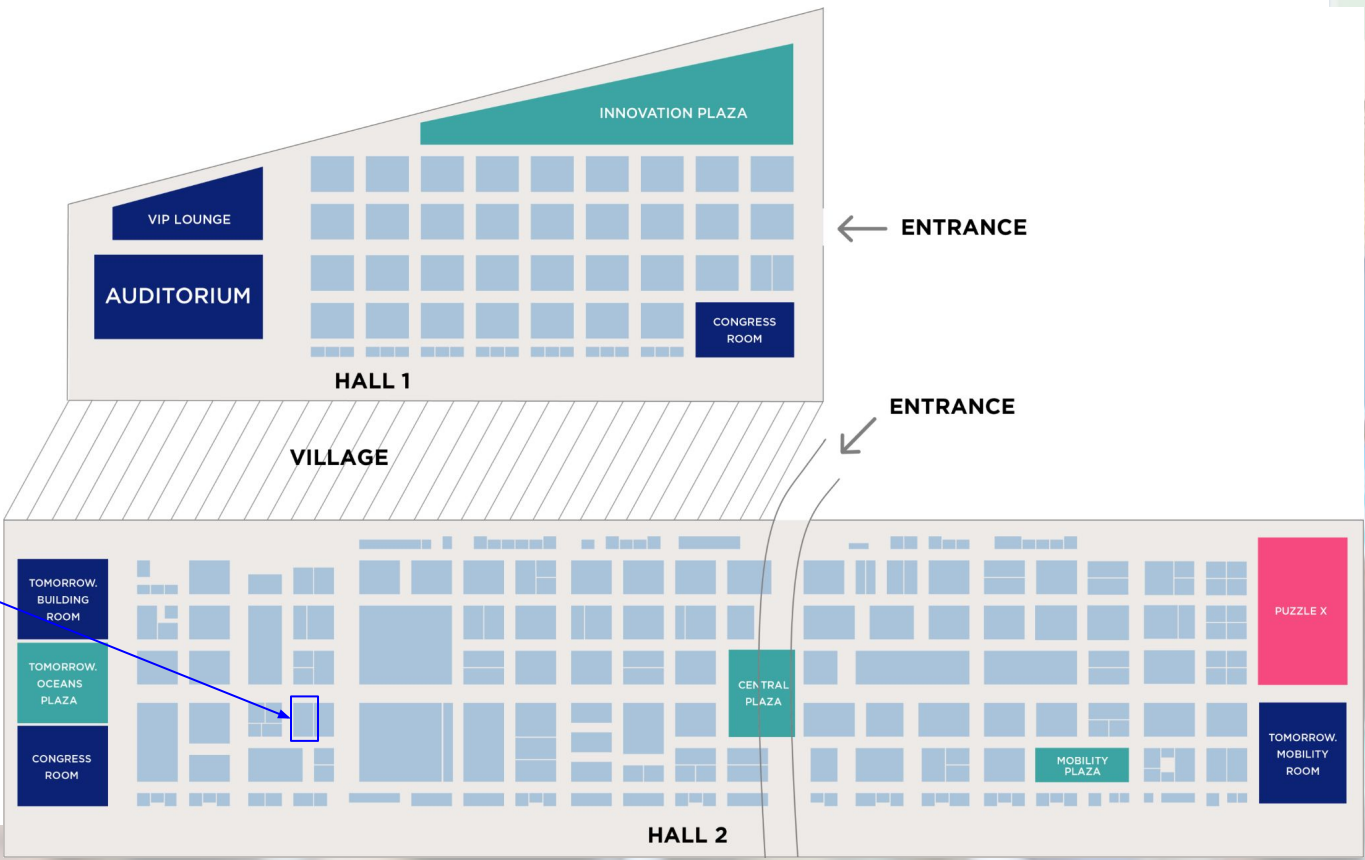 INNOVATION PLAZA
VIP LOUNGE
ENTRANCE
AUDITORIUM
CONGRESS
ROOM
HALL 1
ENTRANCE
VILLAGE
TOMORROW.
BUILDING
ROOM
PUZZLE X
TOMORROW.
OCEANS
PLAZA
CENTRAL
PLAZA
CONGRESS
ROOM
MOBILITY
PLAZA
TOMORROW.
MOBILITY
ROOM
HALL 2